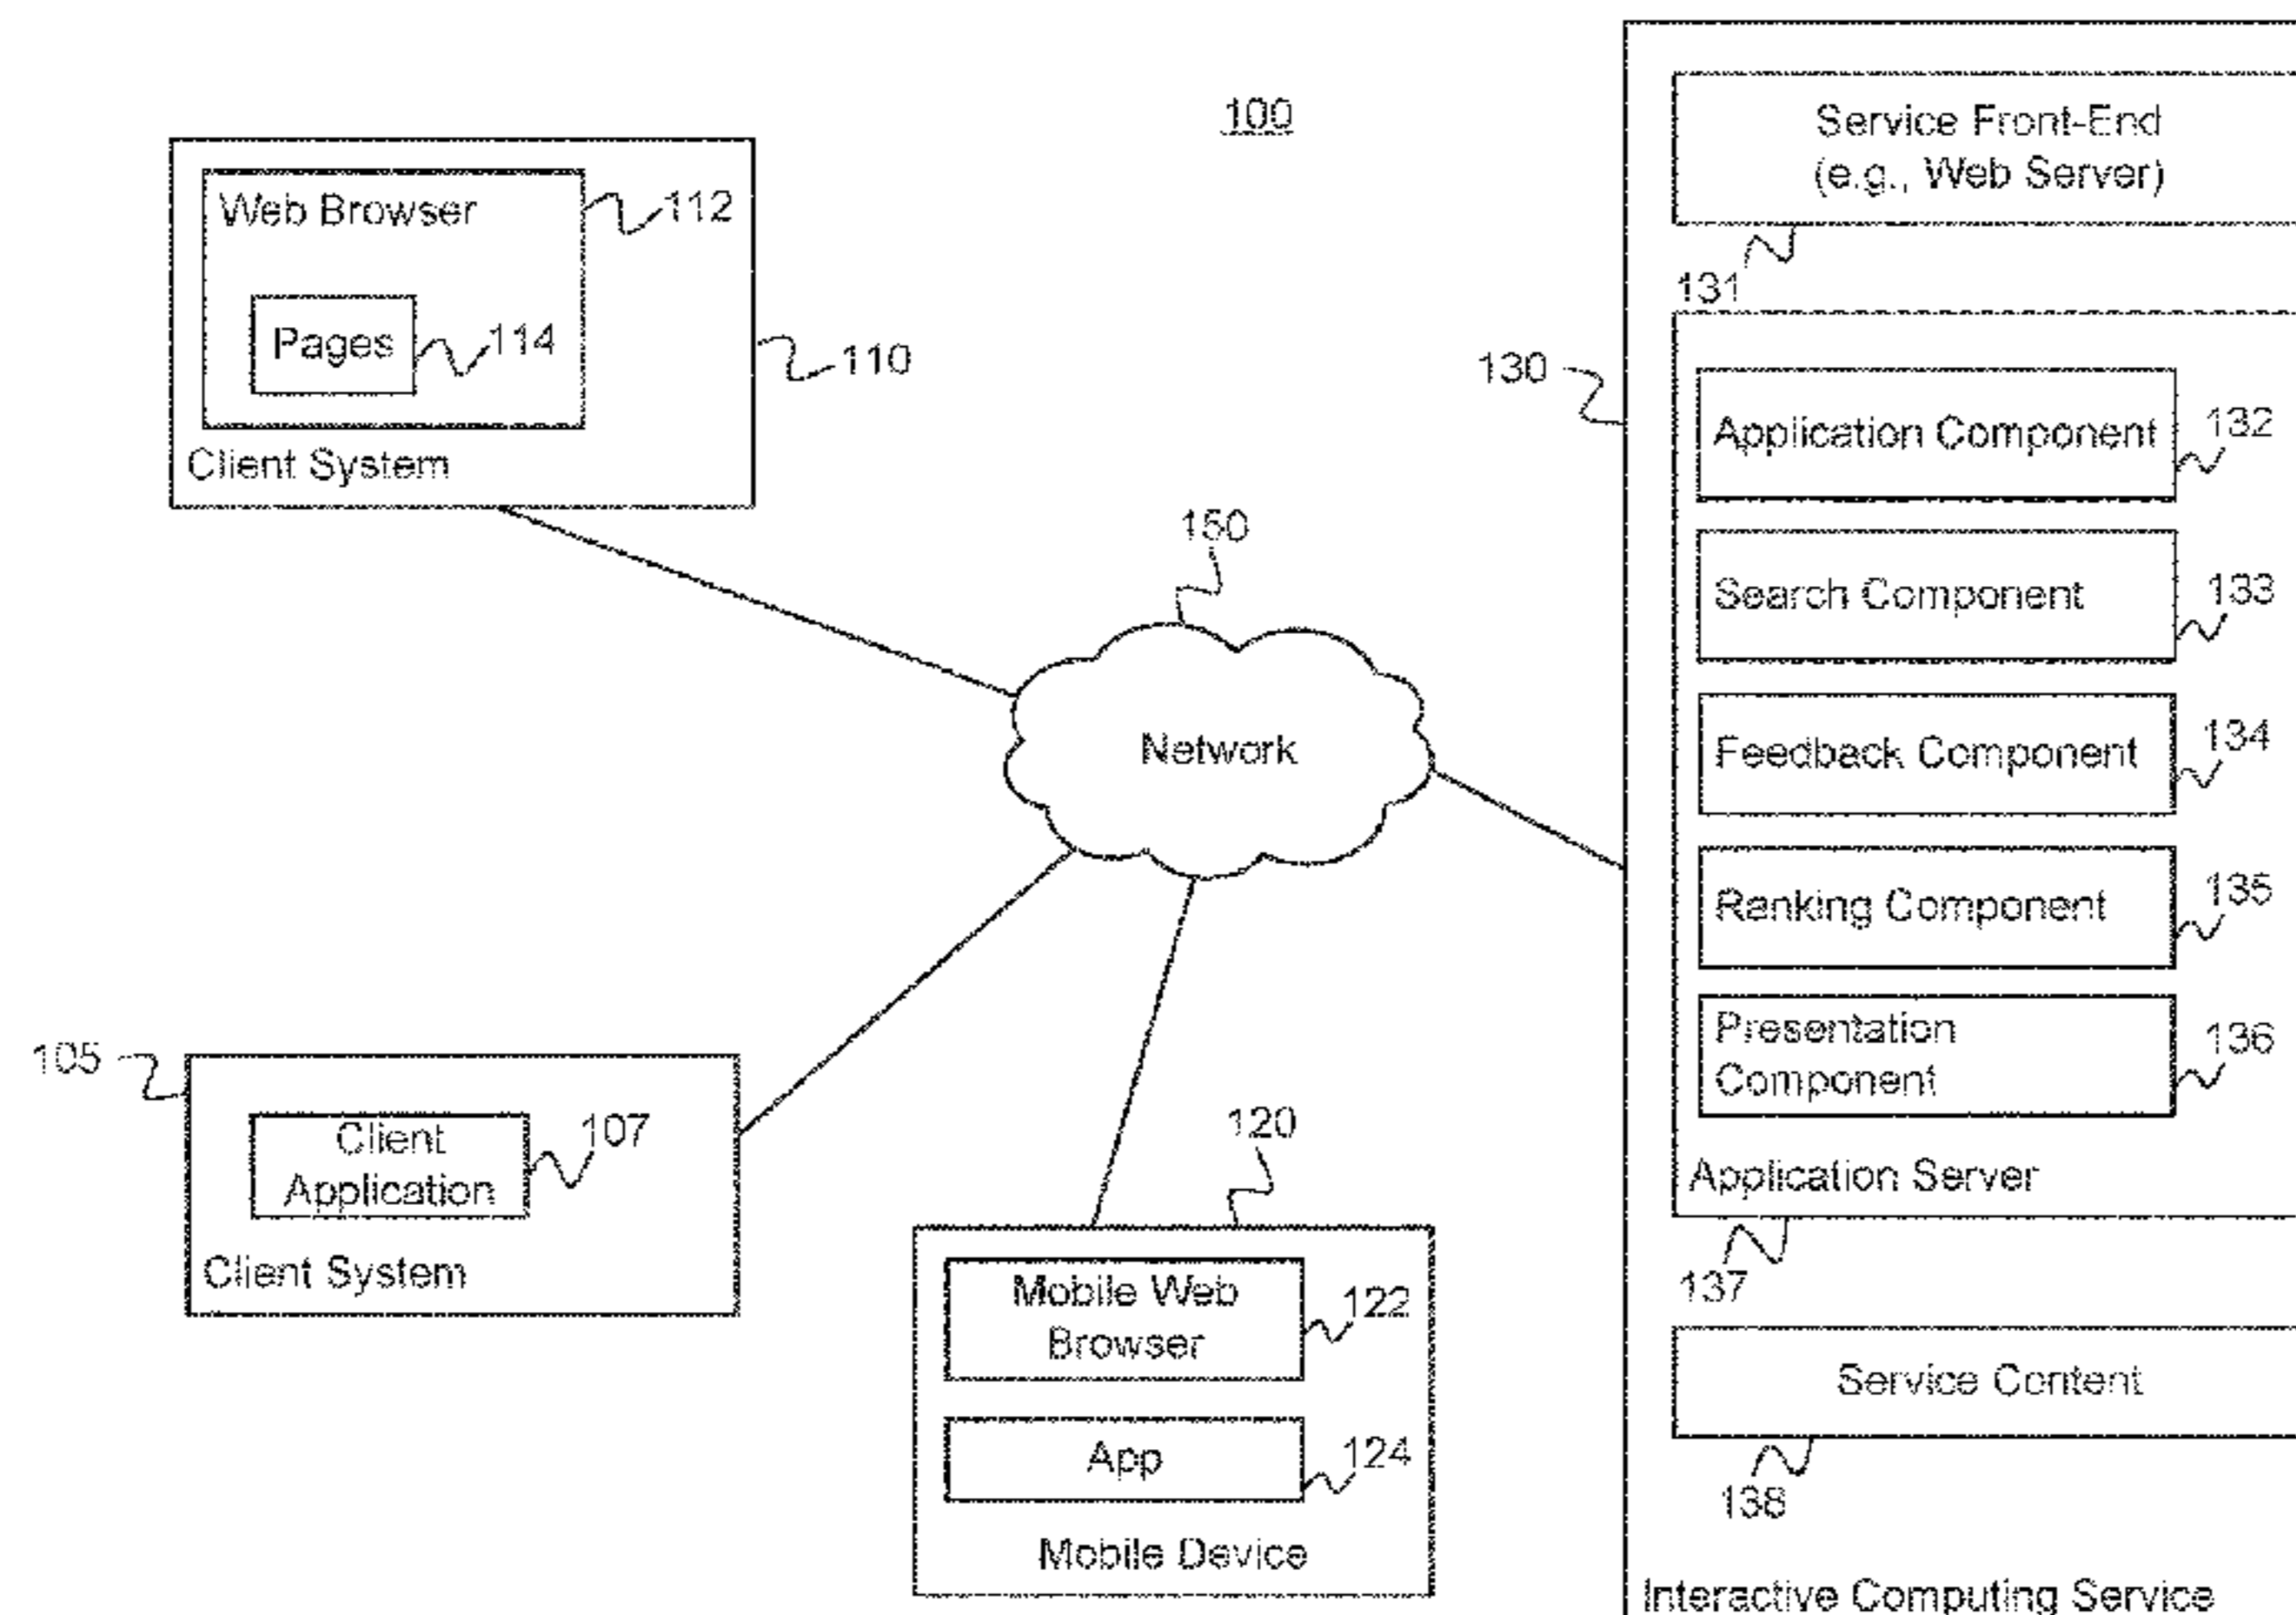 100
Web Browser
112
Pages
114
110
Client System
150
Network
105
Client
Application
107
Client System
120
Mobile Web
Browser
122
App
124
Mobile Device
130
Service Front-End
(e.g., Web Server)
131
Application Component
132
Search Component
133
Feedback Component
134
Ranking Component
135
Presentation
Component
136
Application Server
137
Service Content
138
Interactive Computing Service